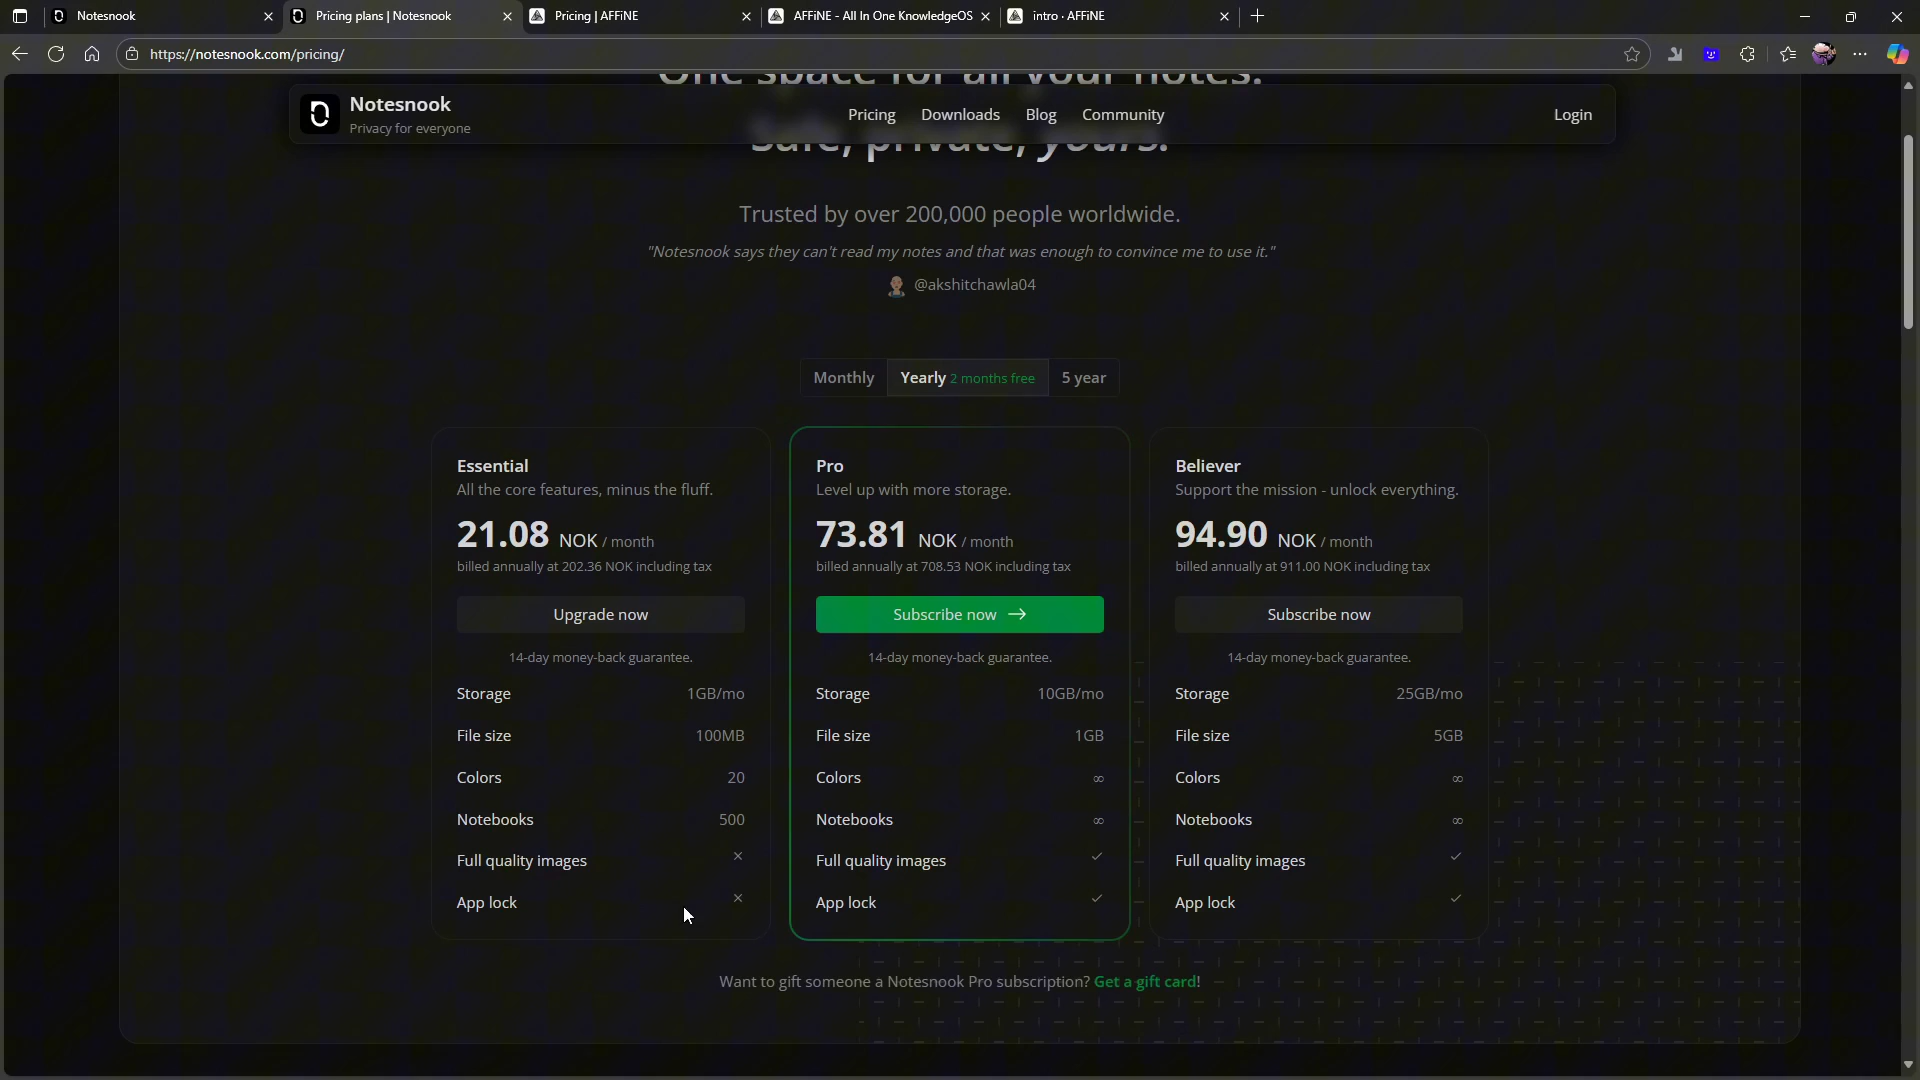 Notesnook
Pricing plans | Notesnook
Pricing | AFFiNE
AFFiNE - All In One KnowledgeOS
intro · AFFiNE
https://notesnook.com/pricing/
One space for all your notes.
Notesnook
Privacy for everyone
Pricing
Downloads
Blog
Community
Login
Safe, private, yours.
Trusted by over 200,000 people worldwide.
"Notesnook says they can't read my notes and that was enough to convince me to use it."
@akshitchawla04
Monthly
Yearly 2 months free
5 year
Essential
All the core features, minus the fluff.
21.08 NOK / month
billed annually at 202.36 NOK including tax
Upgrade now
14-day money-back guarantee.
Storage 1GB/mo
File size 100MB
Colors 20
Notebooks 500
Full quality images ×
App lock ×
Pro
Level up with more storage.
73.81 NOK / month
billed annually at 708.53 NOK including tax
Subscribe now →
14-day money-back guarantee.
Storage 10GB/mo
File size 1GB
Colors ∞
Notebooks ∞
Full quality images ✓
App lock ✓
Believer
Support the mission - unlock everything.
94.90 NOK / month
billed annually at 911.00 NOK including tax
Subscribe now
14-day money-back guarantee.
Storage 25GB/mo
File size 5GB
Colors ∞
Notebooks ∞
Full quality images ✓
App lock ✓
Want to gift someone a Notesnook Pro subscription? Get a gift card!